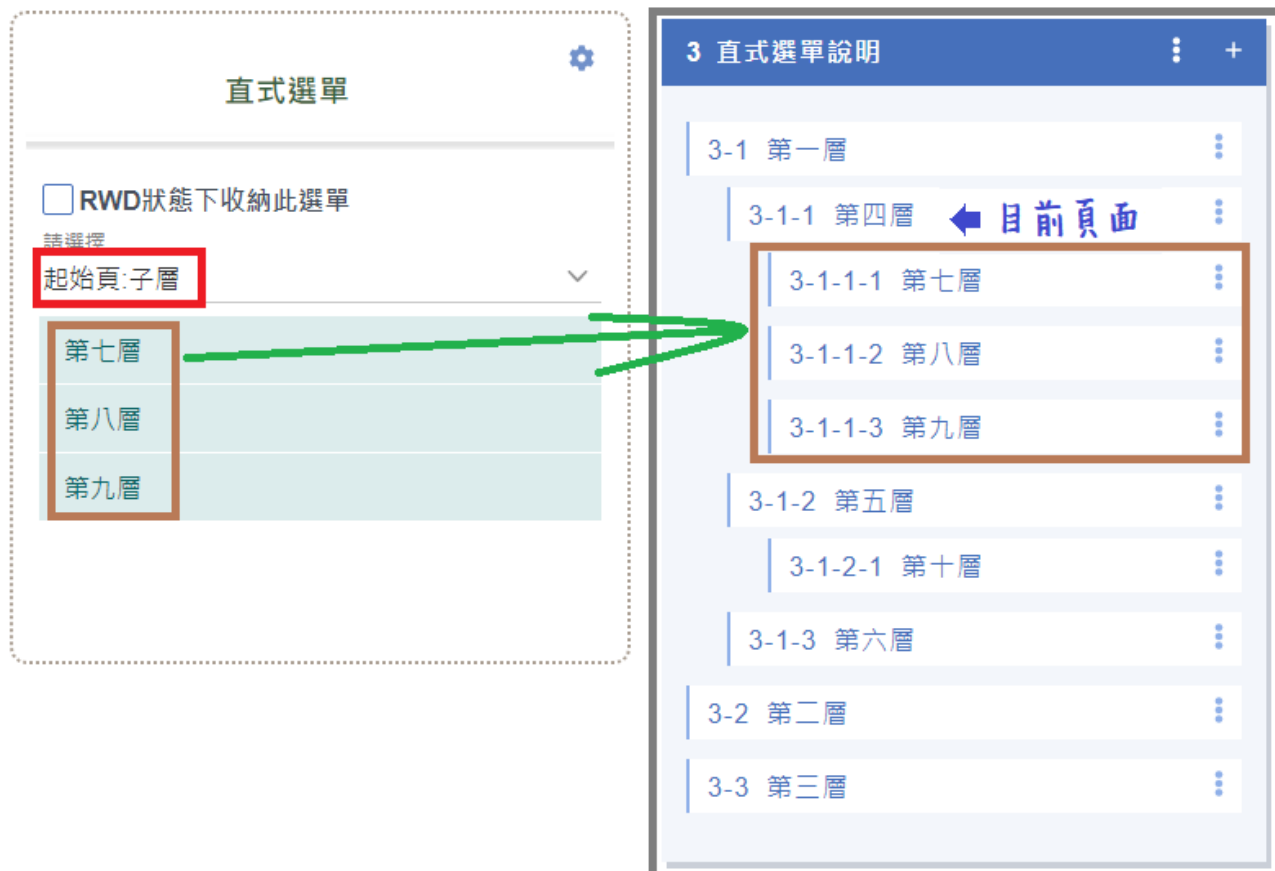 直式選單
RWD狀態下收納此選單
請選擇
起始頁:子層
第七層
第八層
第九層
3 直式選單說明
3-1 第一層
3-1-1 第四層 目前頁面
3-1-1-1 第七層
3-1-1-2 第八層
3-1-1-3 第九層
3-1-2 第五層
3-1-2-1 第十層
3-1-3 第六層
3-2 第二層
3-3 第三層